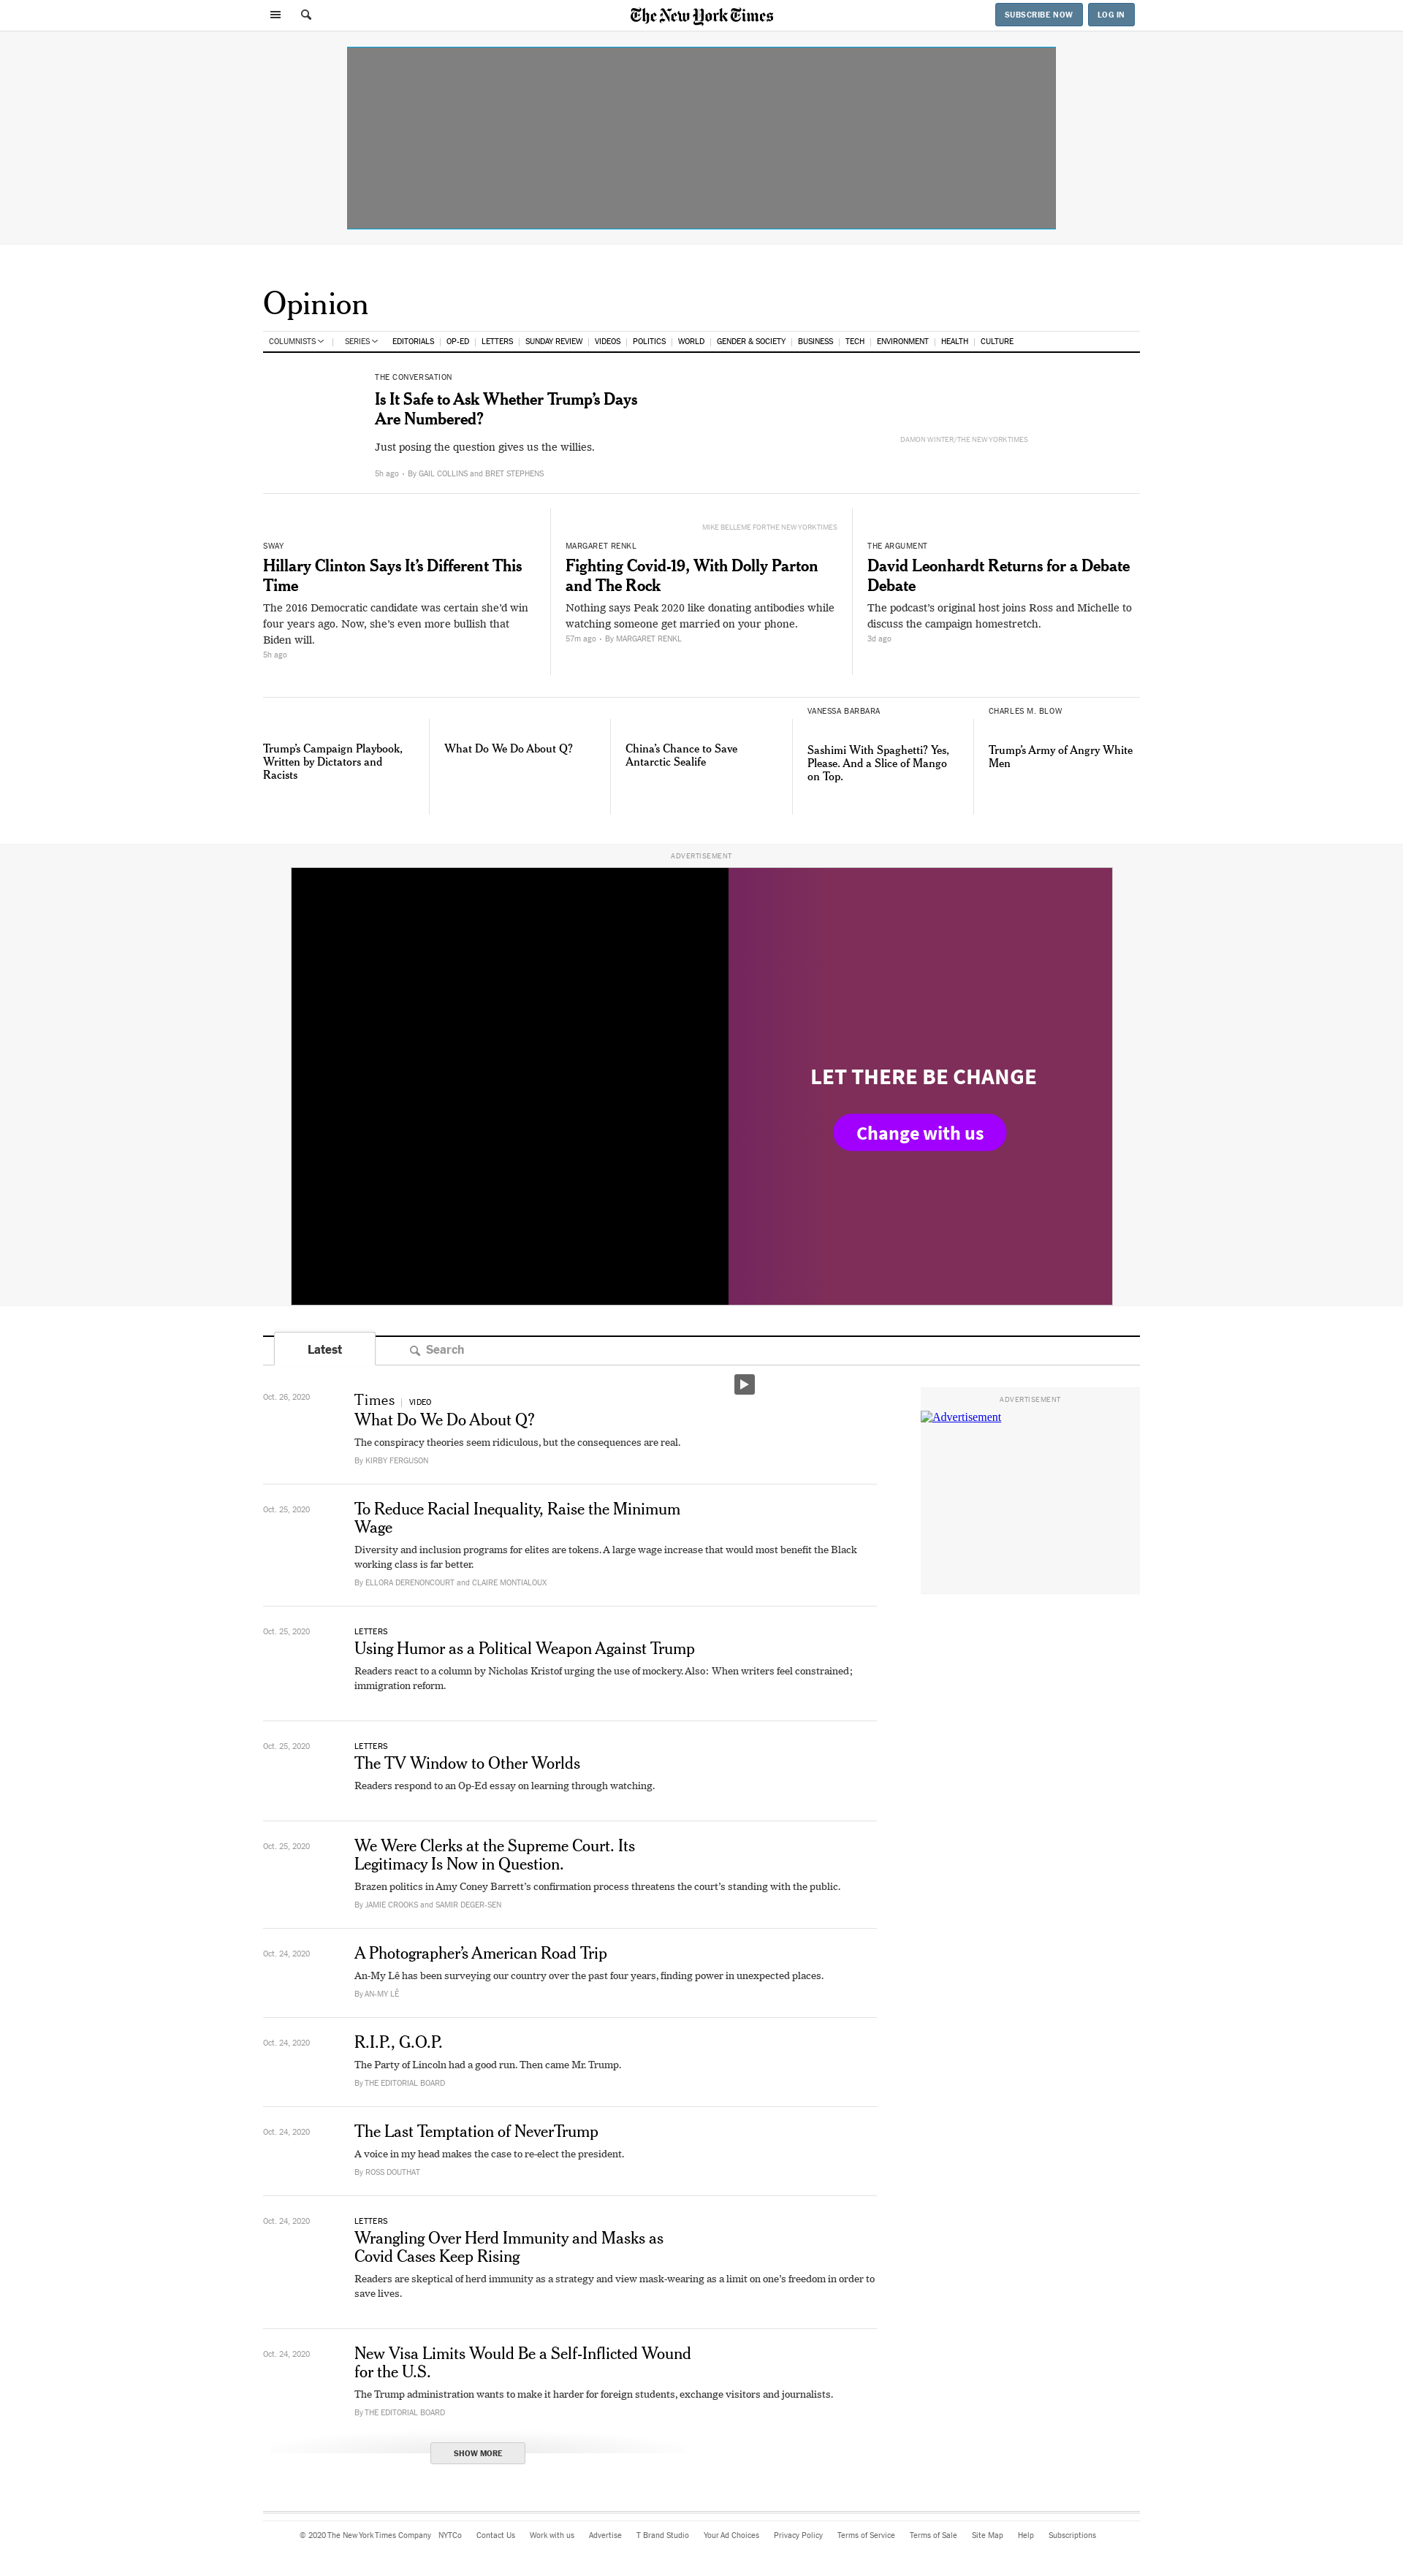 The New York Times
SUBSCRIBE NOW
LOG IN
Opinion
COLUMNISTS
SERIES
EDITORIALS
OP-ED
LETTERS
SUNDAY REVIEW
VIDEOS
POLITICS
WORLD
GENDER & SOCIETY
BUSINESS
TECH
ENVIRONMENT
HEALTH
CULTURE
THE CONVERSATION
Is It Safe to Ask Whether Trump’s Days
Are Numbered?
Just posing the question gives us the willies.
5h ago • By GAIL COLLINS and BRET STEPHENS
DAMON WINTER/THE NEW YORK TIMES
SWAY
Hillary Clinton Says It’s Different This
Time
The 2016 Democratic candidate was certain she’d win
four years ago. Now, she’s even more bullish that
Biden will.
5h ago
MIKE BELLEME FOR THE NEW YORK TIMES
MARGARET RENKL
Fighting Covid-19, With Dolly Parton
and The Rock
Nothing says Peak 2020 like donating antibodies while
watching someone get married on your phone.
57m ago • By MARGARET RENKL
THE ARGUMENT
David Leonhardt Returns for a Debate
Debate
The podcast’s original host joins Ross and Michelle to
discuss the campaign homestretch.
3d ago
Trump’s Campaign Playbook,
Written by Dictators and
Racists
What Do We Do About Q?
China’s Chance to Save
Antarctic Sealife
VANESSA BARBARA
Sashimi With Spaghetti? Yes,
Please. And a Slice of Mango
on Top.
CHARLES M. BLOW
Trump’s Army of Angry White
Men
ADVERTISEMENT
LET THERE BE CHANGE
Change with us
Latest
Search
Oct. 26, 2020
Times | VIDEO
What Do We Do About Q?
The conspiracy theories seem ridiculous, but the consequences are real.
By KIRBY FERGUSON
ADVERTISEMENT
Advertisement
Oct. 25, 2020
To Reduce Racial Inequality, Raise the Minimum
Wage
Diversity and inclusion programs for elites are tokens. A large wage increase that would most benefit the Black
working class is far better.
By ELLORA DERENONCOURT and CLAIRE MONTIALOUX
Oct. 25, 2020
LETTERS
Using Humor as a Political Weapon Against Trump
Readers react to a column by Nicholas Kristof urging the use of mockery. Also: When writers feel constrained;
immigration reform.
Oct. 25, 2020
LETTERS
The TV Window to Other Worlds
Readers respond to an Op-Ed essay on learning through watching.
Oct. 25, 2020
We Were Clerks at the Supreme Court. Its
Legitimacy Is Now in Question.
Brazen politics in Amy Coney Barrett’s confirmation process threatens the court’s standing with the public.
By JAMIE CROOKS and SAMIR DEGER-SEN
Oct. 24, 2020
A Photographer’s American Road Trip
An-My Lê has been surveying our country over the past four years, finding power in unexpected places.
By AN-MY LÊ
Oct. 24, 2020
R.I.P., G.O.P.
The Party of Lincoln had a good run. Then came Mr. Trump.
By THE EDITORIAL BOARD
Oct. 24, 2020
The Last Temptation of NeverTrump
A voice in my head makes the case to re-elect the president.
By ROSS DOUTHAT
Oct. 24, 2020
LETTERS
Wrangling Over Herd Immunity and Masks as
Covid Cases Keep Rising
Readers are skeptical of herd immunity as a strategy and view mask-wearing as a limit on one’s freedom in order to
save lives.
Oct. 24, 2020
New Visa Limits Would Be a Self-Inflicted Wound
for the U.S.
The Trump administration wants to make it harder for foreign students, exchange visitors and journalists.
By THE EDITORIAL BOARD
SHOW MORE
© 2020 The New York Times Company
NYTCo
Contact Us
Work with us
Advertise
T Brand Studio
Your Ad Choices
Privacy Policy
Terms of Service
Terms of Sale
Site Map
Help
Subscriptions